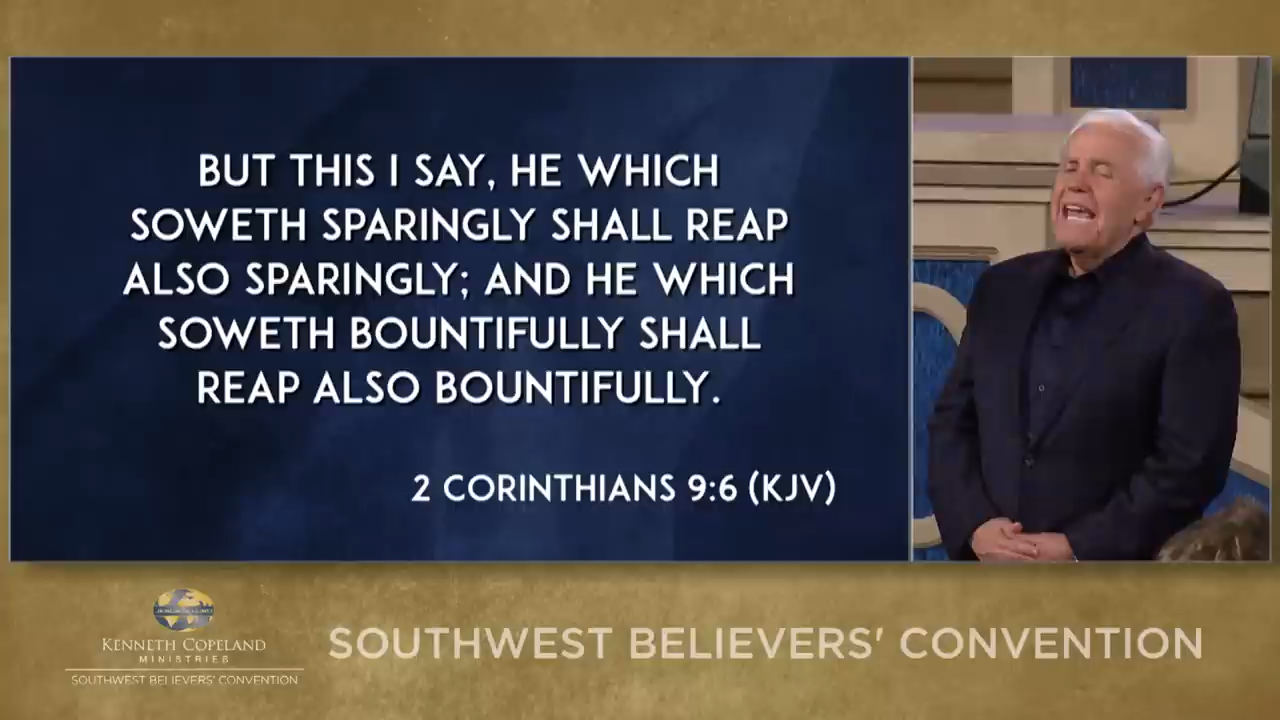 BUT THIS I SAY, HE WHICH
SOWETH SPARINGLY SHALL REAP
ALSO SPARINGLY; AND HE WHICH
SOWETH BOUNTIFULLY SHALL
REAP ALSO BOUNTIFULLY.
2 CORINTHIANS 9:6 (KJV)
KENNETH COPELAND
MINISTRIES
SOUTHWEST BELIEVERS' CONVENTION
SOUTHWEST BELIEVERS' CONVENTION